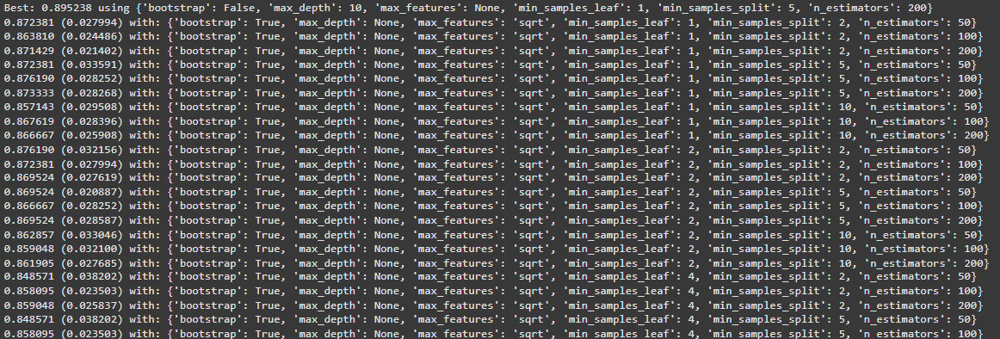 Best: 0.895238 using {'bootstrap': False, 'max_depth': 10, 'max_features': None, 'min_samples_leaf': 1, 'min_samples_split': 5, 'n_estimators': 200}
0.872381 (0.027994) with: {'bootstrap': True, 'max_depth': None, 'max_features': 'sqrt', 'min_samples_leaf': 1, 'min_samples_split': 2, 'n_estimators': 50}
0.863810 (0.024486) with: {'bootstrap': True, 'max_depth': None, 'max_features': 'sqrt', 'min_samples_leaf': 1, 'min_samples_split': 2, 'n_estimators': 100}
0.871429 (0.021402) with: {'bootstrap': True, 'max_depth': None, 'max_features': 'sqrt', 'min_samples_leaf': 1, 'min_samples_split': 2, 'n_estimators': 200}
0.872381 (0.033591) with: {'bootstrap': True, 'max_depth': None, 'max_features': 'sqrt', 'min_samples_leaf': 1, 'min_samples_split': 5, 'n_estimators': 50}
0.876190 (0.028252) with: {'bootstrap': True, 'max_depth': None, 'max_features': 'sqrt', 'min_samples_leaf': 1, 'min_samples_split': 5, 'n_estimators': 100}
0.873333 (0.028268) with: {'bootstrap': True, 'max_depth': None, 'max_features': 'sqrt', 'min_samples_leaf': 1, 'min_samples_split': 5, 'n_estimators': 200}
0.857143 (0.029508) with: {'bootstrap': True, 'max_depth': None, 'max_features': 'sqrt', 'min_samples_leaf': 1, 'min_samples_split': 10, 'n_estimators': 50}
0.867619 (0.028396) with: {'bootstrap': True, 'max_depth': None, 'max_features': 'sqrt', 'min_samples_leaf': 1, 'min_samples_split': 10, 'n_estimators': 100}
0.866667 (0.025908) with: {'bootstrap': True, 'max_depth': None, 'max_features': 'sqrt', 'min_samples_leaf': 1, 'min_samples_split': 10, 'n_estimators': 200}
0.876190 (0.032156) with: {'bootstrap': True, 'max_depth': None, 'max_features': 'sqrt', 'min_samples_leaf': 2, 'min_samples_split': 2, 'n_estimators': 50}
0.872381 (0.027994) with: {'bootstrap': True, 'max_depth': None, 'max_features': 'sqrt', 'min_samples_leaf': 2, 'min_samples_split': 2, 'n_estimators': 100}
0.869524 (0.027619) with: {'bootstrap': True, 'max_depth': None, 'max_features': 'sqrt', 'min_samples_leaf': 2, 'min_samples_split': 2, 'n_estimators': 200}
0.869524 (0.020887) with: {'bootstrap': True, 'max_depth': None, 'max_features': 'sqrt', 'min_samples_leaf': 2, 'min_samples_split': 5, 'n_estimators': 50}
0.866667 (0.028252) with: {'bootstrap': True, 'max_depth': None, 'max_features': 'sqrt', 'min_samples_leaf': 2, 'min_samples_split': 5, 'n_estimators': 100}
0.869524 (0.028587) with: {'bootstrap': True, 'max_depth': None, 'max_features': 'sqrt', 'min_samples_leaf': 2, 'min_samples_split': 5, 'n_estimators': 200}
0.862857 (0.033046) with: {'bootstrap': True, 'max_depth': None, 'max_features': 'sqrt', 'min_samples_leaf': 2, 'min_samples_split': 10, 'n_estimators': 50}
0.859048 (0.032100) with: {'bootstrap': True, 'max_depth': None, 'max_features': 'sqrt', 'min_samples_leaf': 2, 'min_samples_split': 10, 'n_estimators': 100}
0.861905 (0.027685) with: {'bootstrap': True, 'max_depth': None, 'max_features': 'sqrt', 'min_samples_leaf': 2, 'min_samples_split': 10, 'n_estimators': 200}
0.848571 (0.038202) with: {'bootstrap': True, 'max_depth': None, 'max_features': 'sqrt', 'min_samples_leaf': 4, 'min_samples_split': 2, 'n_estimators': 50}
0.858095 (0.023503) with: {'bootstrap': True, 'max_depth': None, 'max_features': 'sqrt', 'min_samples_leaf': 4, 'min_samples_split': 2, 'n_estimators': 100}
0.859048 (0.025837) with: {'bootstrap': True, 'max_depth': None, 'max_features': 'sqrt', 'min_samples_leaf': 4, 'min_samples_split': 2, 'n_estimators': 200}
0.848571 (0.038202) with: {'bootstrap': True, 'max_depth': None, 'max_features': 'sqrt', 'min_samples_leaf': 4, 'min_samples_split': 5, 'n_estimators': 50}
0.858095 (0.023503) with: {'bootstrap': True, 'max_depth': None, 'max_features': 'sqrt', 'min_samples_leaf': 4, 'min_samples_split': 5, 'n_estimators': 100}